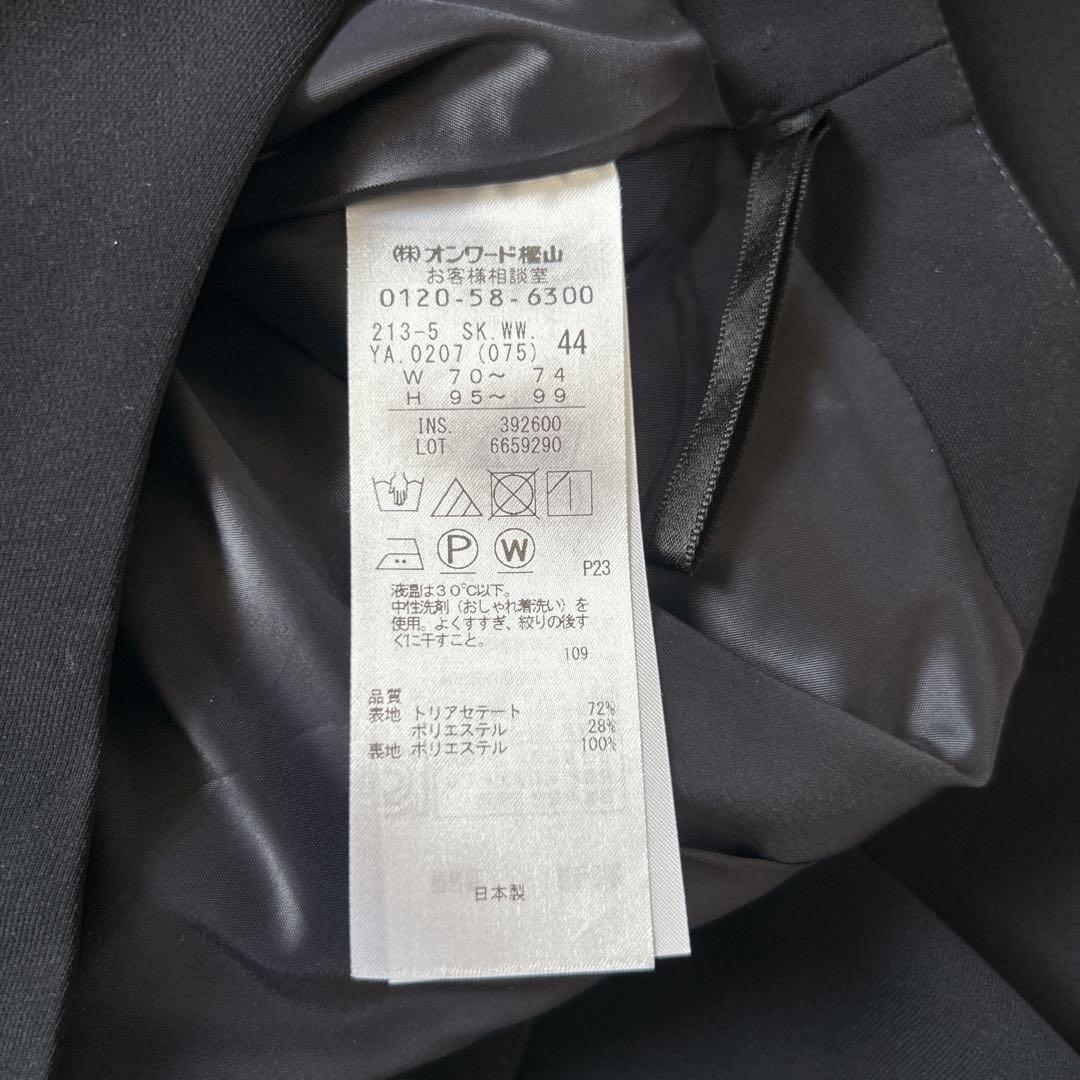 (株)オンワード樫山
お客様相談室
0120-58-6300
213-5 SK.WW.
YA.0207 (075) 44
W 70〜 74
H 95〜 99
INS. 392600
LOT 6659290
P W
P23
液温は30℃以下。
中性洗剤(おしゃれ着洗い)を
使用。よくすすぎ、絞りの後す
ぐに干すこと。
109
品質
表地 トリアセテート 72%
ポリエステル 28%
裏地 ポリエステル 100%
日本製